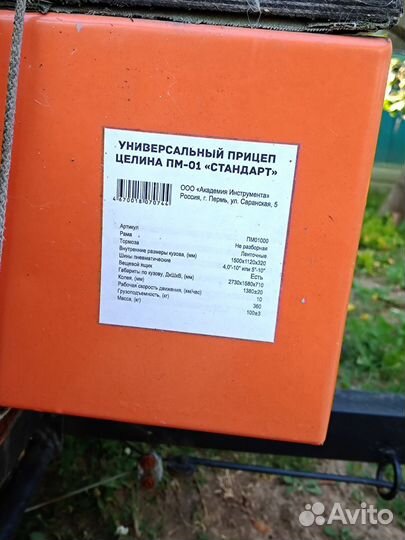 УНИВЕРСАЛЬНЫЙ ПРИЦЕП
ЦЕЛИНА ПМ-01 «СТАНДАРТ»
ООО «Академия Инструмента»
Россия, г. Пермь, ул. Саранская, 5
4670018070744
Артикул ПМ01000
Рама Не разборная
Тормоза Ленточные
Внутренние размеры кузова, (мм) 1500х1120х320
Шины пневматические 4,0"-10" или 5"-10"
Вещевой ящик Есть
Габариты по кузову, ДхШхВ, (мм) 2730х1580х710
Колея, (мм) 1380±20
Рабочая скорость движения, (км/час) 10
Грузоподъемность, (кг) 360
Масса, (кг) 100±3
Avito